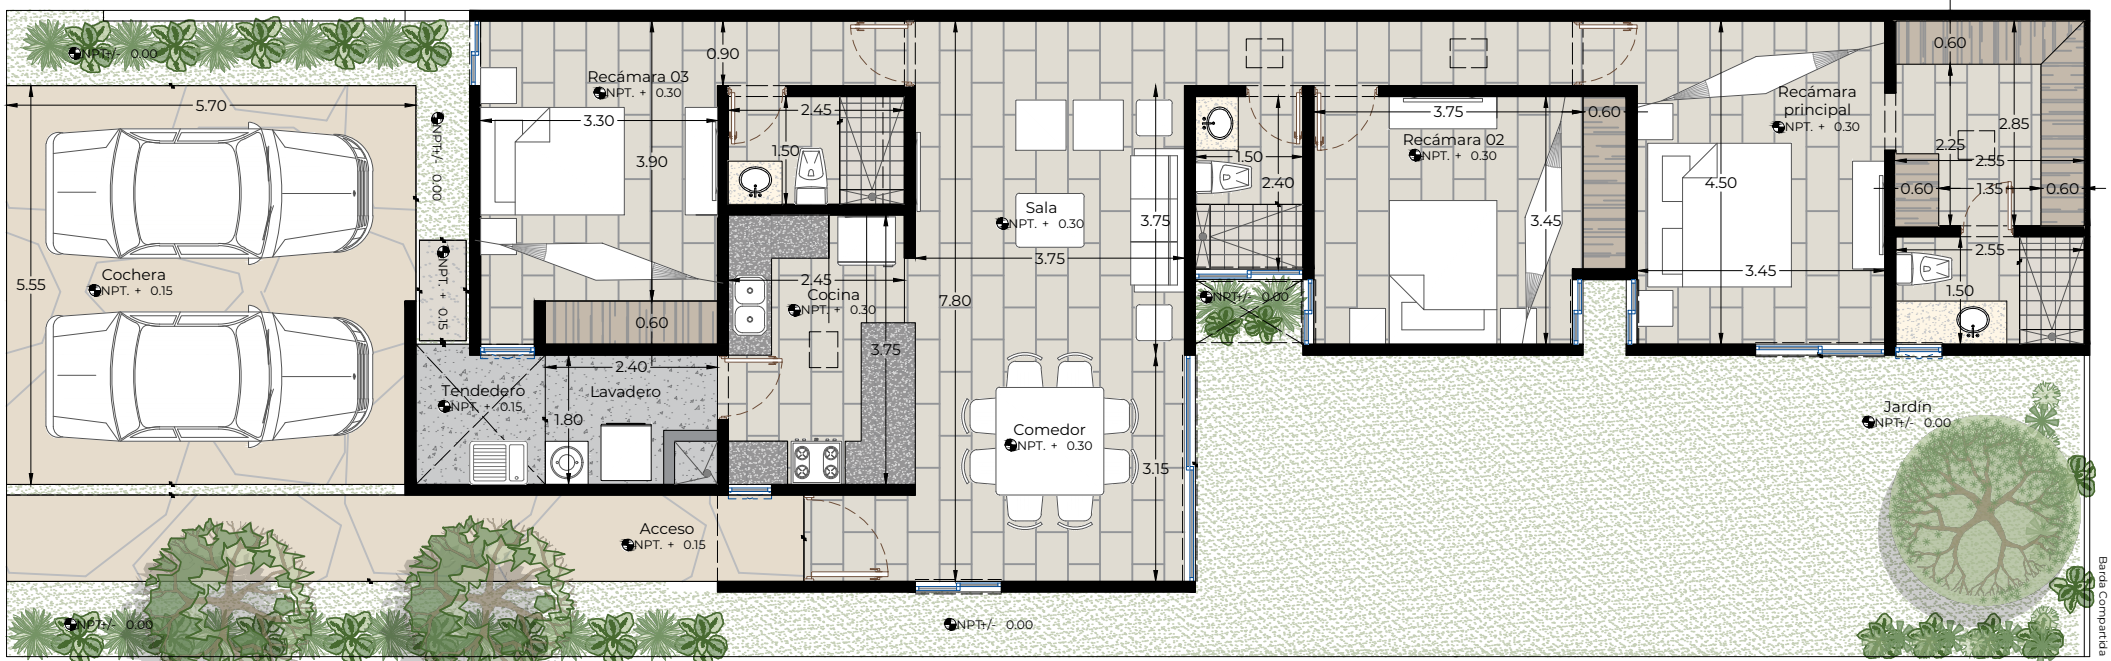 NPT+/- 0.00
5.70
5.55
Cochera
NPT. + 0.15
NPT+/- 0.00
NPT. + 0.15
Recámara 03
NPT. + 0.30
3.30
3.90
0.60
0.90
2.45
1.50
2.45
Cocina
NPT. + 0.30
3.75
Tendedero
NPT. + 0.15
2.40
Lavadero
1.80
Acceso
NPT. + 0.15
NPT+/- 0.00
Sala
NPT. + 0.30
3.75
3.75
7.80
Comedor
NPT. + 0.30
3.15
NPT+/- 0.00
1.50
2.40
NPT+/- 0.00
3.75
0.60
Recámara 02
NPT. + 0.30
3.45
Recámara
principal
NPT. + 0.30
4.50
3.45
0.60
2.85
2.25
2.55
0.60
1.35
0.60
2.55
1.50
Jardín
NPT+/- 0.00
Barda Compartida